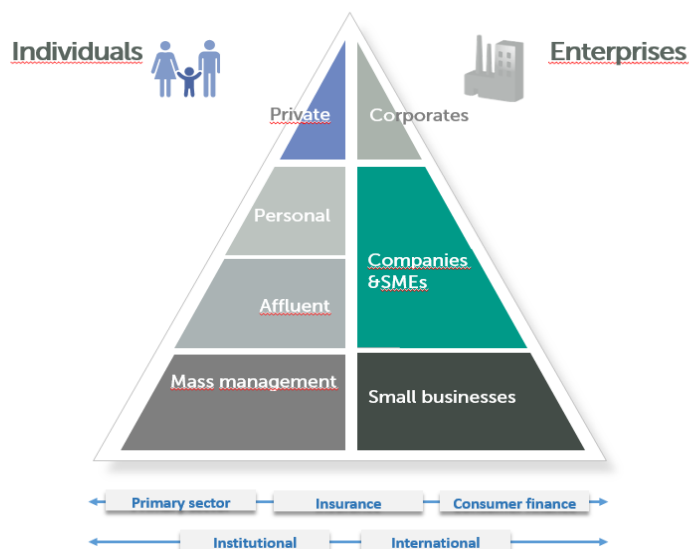 Individuals
Enterprises
Private
Corporates
Personal
Companies
&SMEs
Affluent
Mass management
Small businesses
Primary sector
Insurance
Consumer finance
Institutional
International